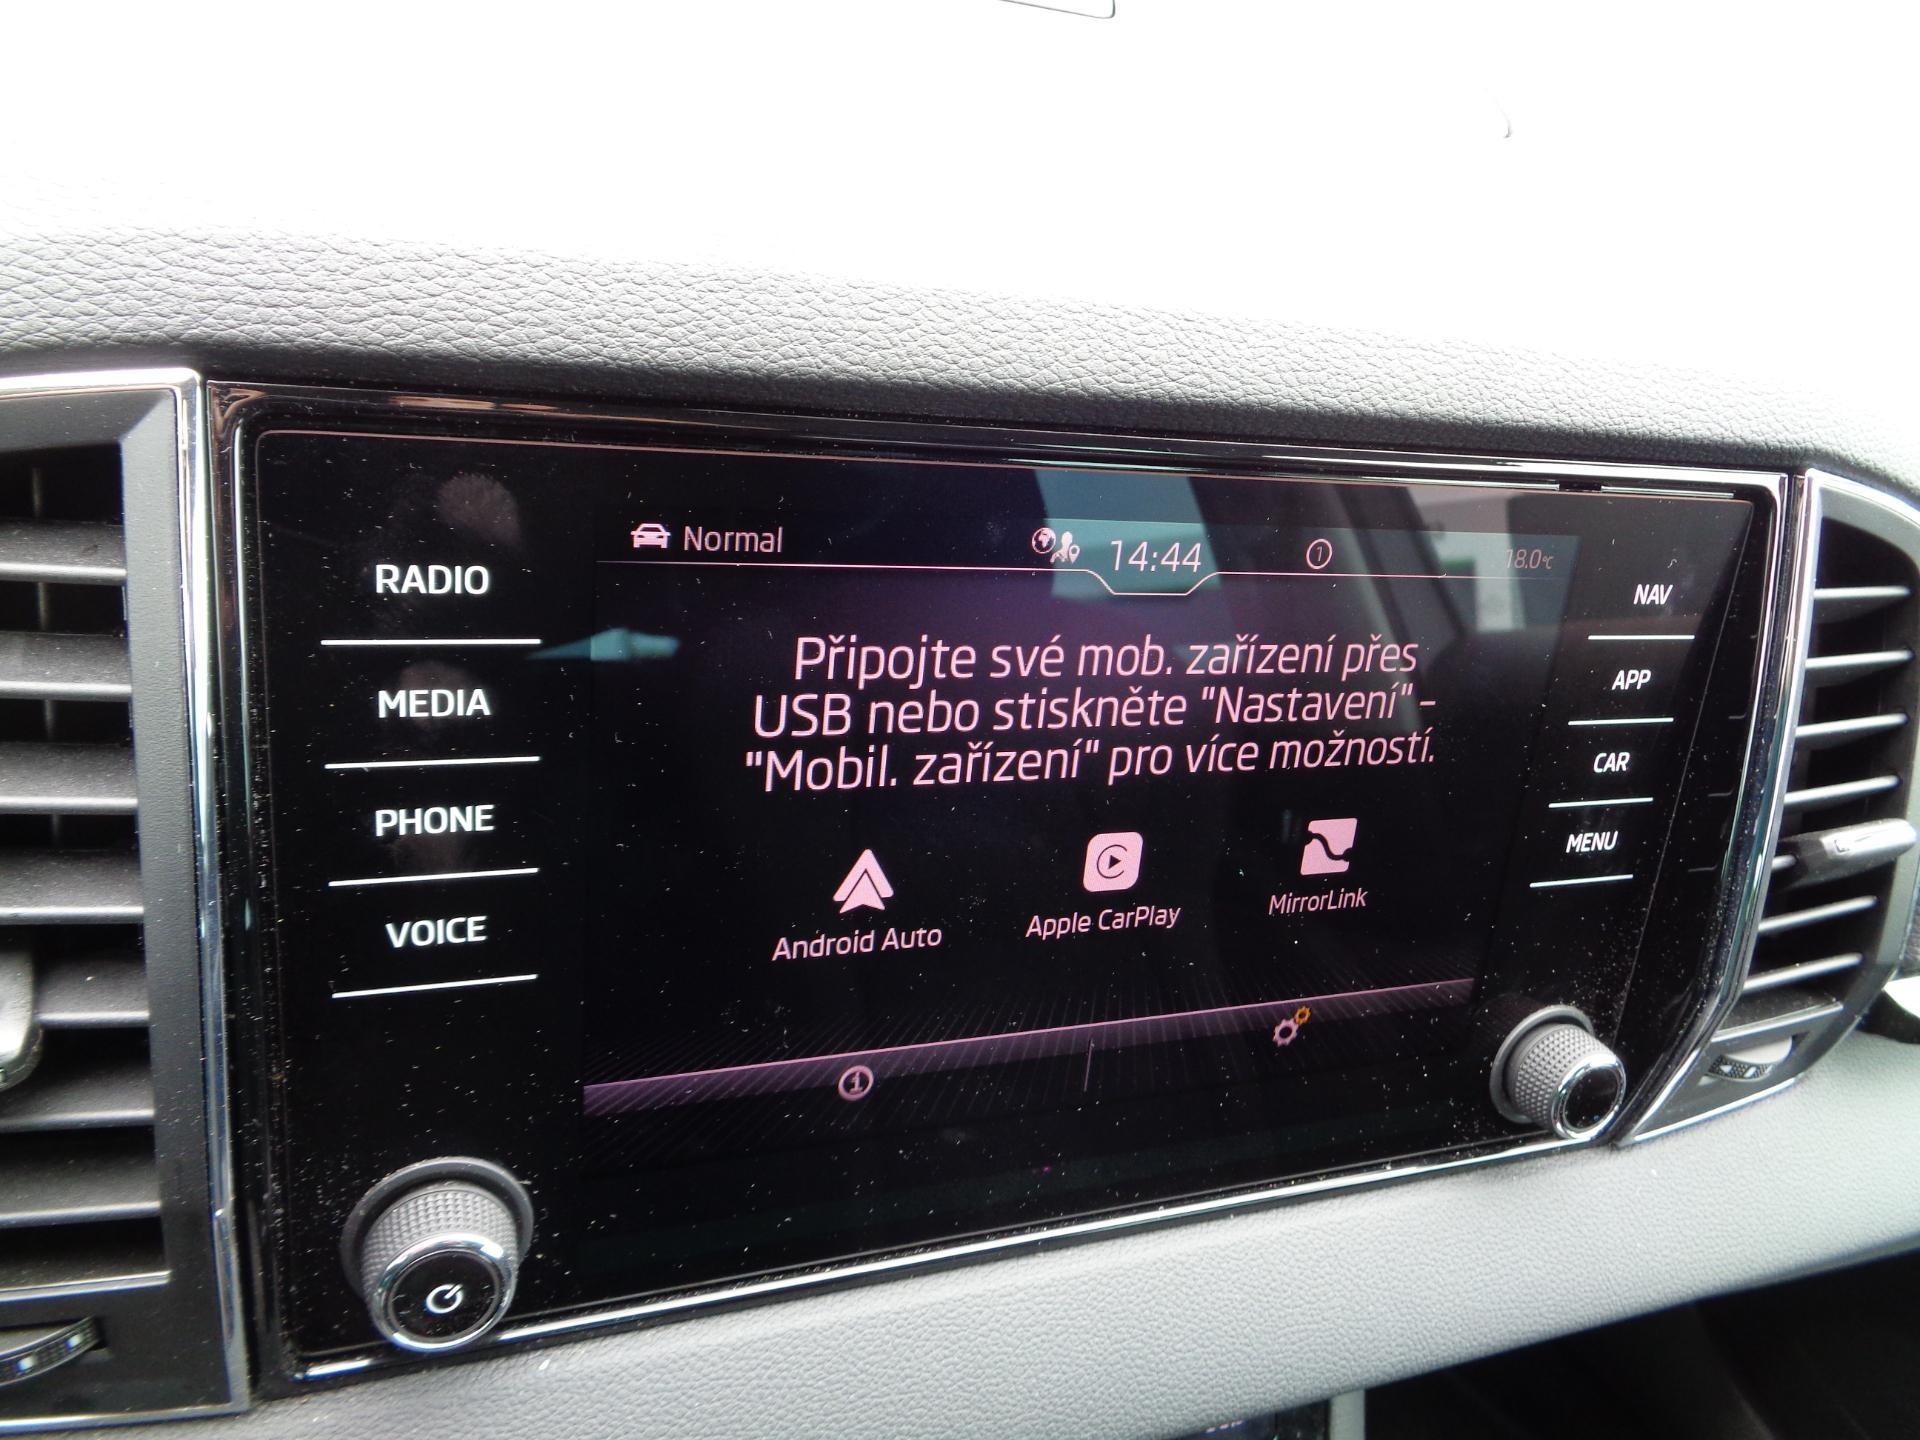 Normal
14:44
1
18.0°C
RADIO
MEDIA
PHONE
VOICE
Připojte své mob. zařízení přes
USB nebo stiskněte "Nastavení" -
"Mobil. zařízení" pro více možností.
Android Auto
Apple CarPlay
MirrorLink
NAV
APP
CAR
MENU